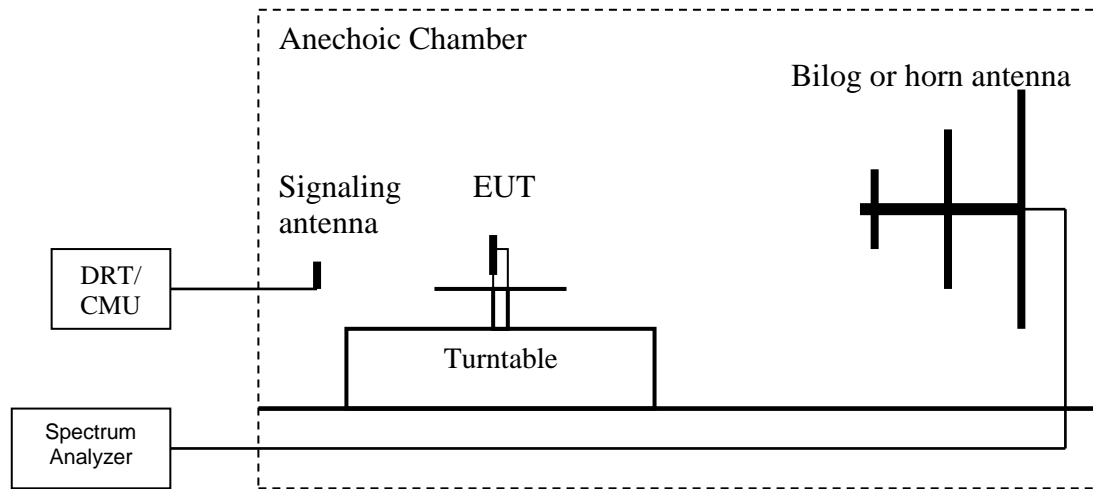 Anechoic Chamber
Bilog or horn antenna
Signaling
antenna
EUT
DRT/
CMU
Turntable
Spectrum
Analyzer